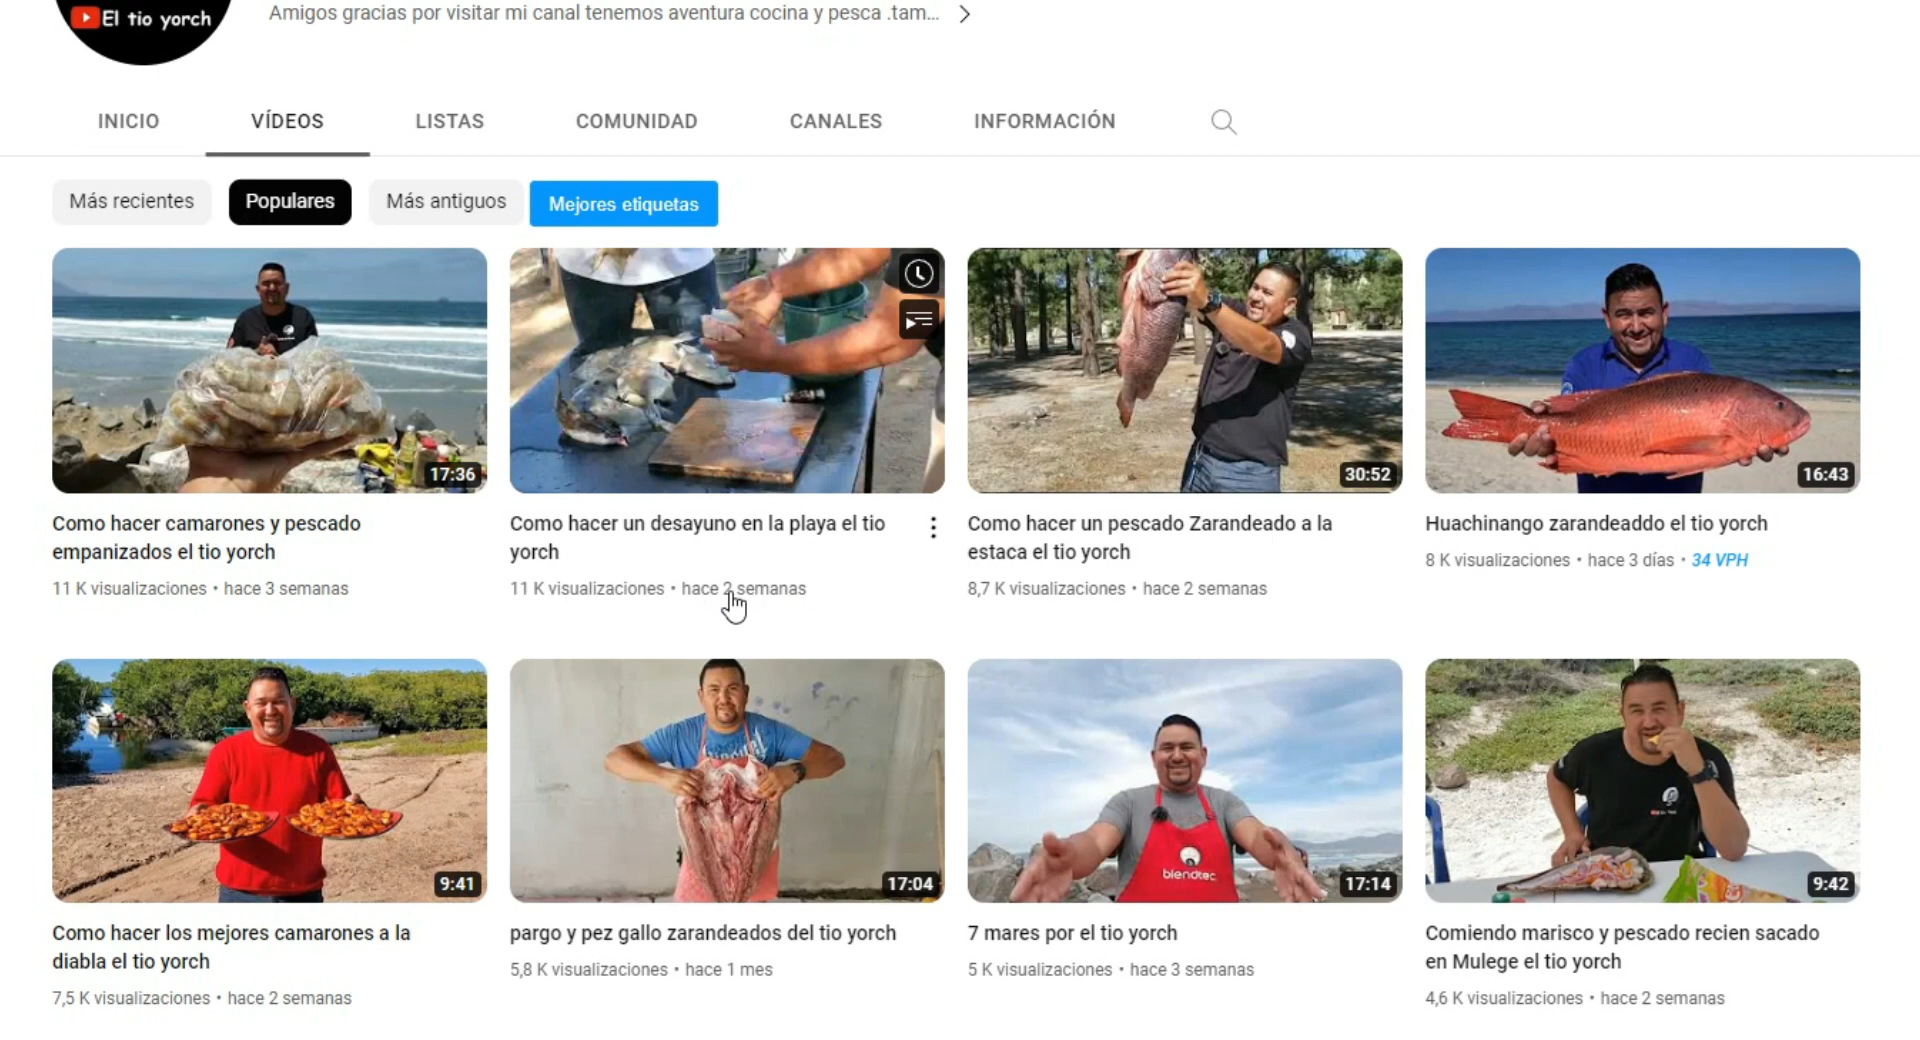 El tio yorch
Amigos gracias por visitar mi canal tenemos aventura cocina y pesca .tam...
INICIO
VÍDEOS
LISTAS
COMUNIDAD
CANALES
INFORMACIÓN
Más recientes
Populares
Más antiguos
Mejores etiquetas
17:36
30:52
16:43
Como hacer camarones y pescado
empanizados el tio yorch
11 K visualizaciones • hace 3 semanas
Como hacer un desayuno en la playa el tio
yorch
11 K visualizaciones • hace 2 semanas
Como hacer un pescado Zarandeado a la
estaca el tio yorch
8,7 K visualizaciones • hace 2 semanas
Huachinango zarandeaddo el tio yorch
8 K visualizaciones • hace 3 días • 34 VPH
9:41
17:04
blendtec
17:14
9:42
Como hacer los mejores camarones a la
diabla el tio yorch
7,5 K visualizaciones • hace 2 semanas
pargo y pez gallo zarandeados del tio yorch
5,8 K visualizaciones • hace 1 mes
7 mares por el tio yorch
5 K visualizaciones • hace 3 semanas
Comiendo marisco y pescado recien sacado
en Mulege el tio yorch
4,6 K visualizaciones • hace 2 semanas